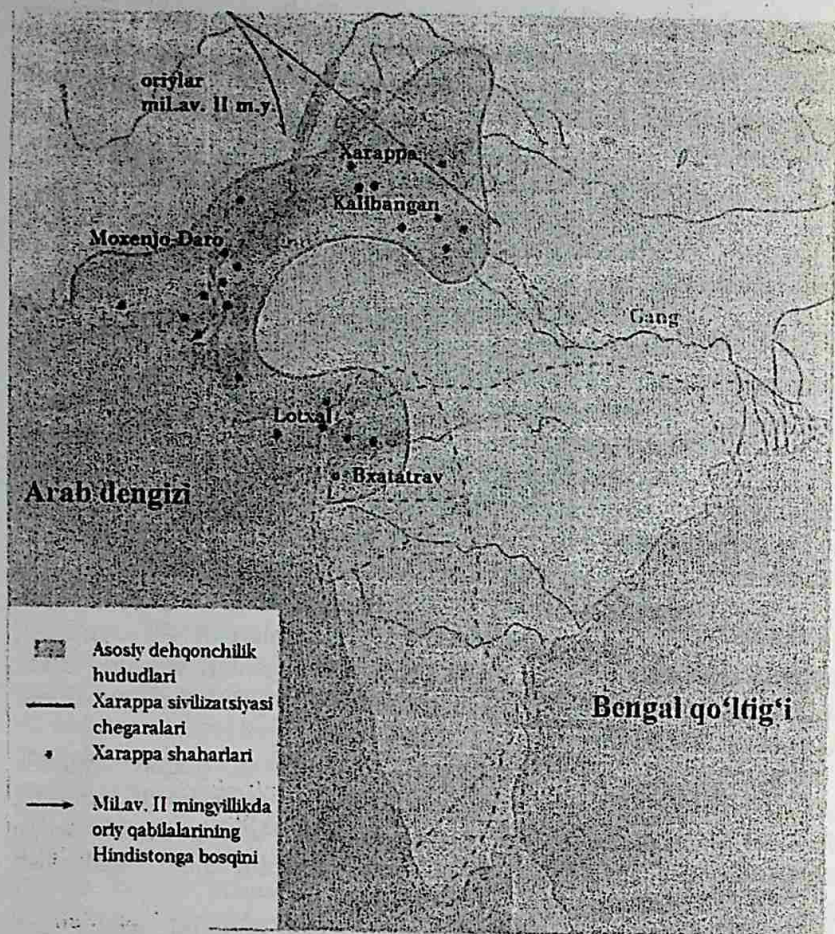 oriylar
mil.av. II m.y.
Xarappa
Kalibangan
Moxenjo-Daro
Gang
Lotxal
Bxatatrav
Arab dengizi
Bengal qo‘ltig‘i
Asosiy dehqonchilik
hududlari
Xarappa sivilizatsiyasi
chegaralari
Xarappa shaharlari
Mil.av. II mingyillikda
oriy qabilalarining
Hindistonga bosqini